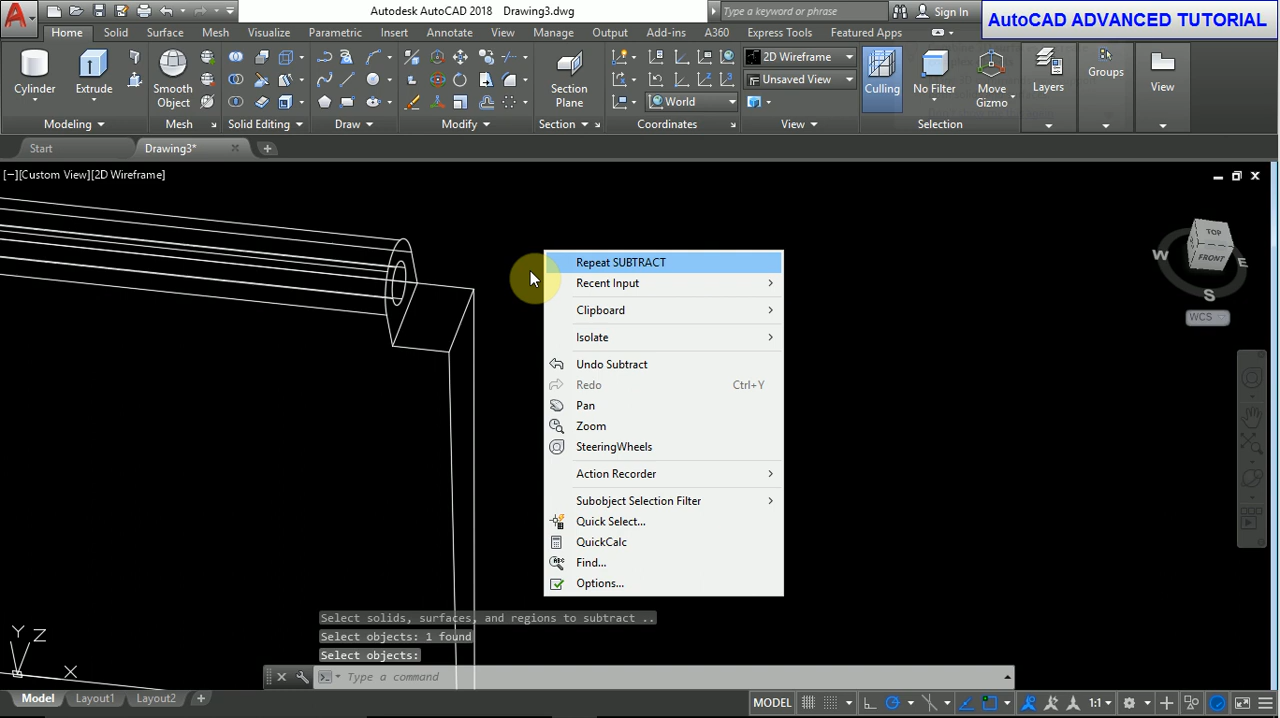 Autodesk AutoCAD 2018 Drawing3.dwg
Type a keyword or phrase
Sign In
AutoCAD ADVANCED TUTORIAL
Home Solid Surface Mesh Visualize Parametric Insert Annotate View Manage Output Add-ins A360 Express Tools Featured Apps
2D Wireframe
Unsaved View
World
Cylinder Extrude Smooth Object Section Plane Culling No Filter Move Gizmo Layers Groups View
Modeling Mesh Solid Editing Draw Modify Section Coordinates View Selection
Start Drawing3*
[−][Custom View][2D Wireframe]
TOP
FRONT
W
E
S
WCS
Repeat SUBTRACT
Recent Input
Clipboard
Isolate
Undo Subtract
Redo Ctrl+Y
Pan
Zoom
SteeringWheels
Action Recorder
Subobject Selection Filter
Quick Select...
QuickCalc
Find...
Options...
Select solids, surfaces, and regions to subtract ..
Select objects: 1 found
Select objects:
Type a command
Y Z
X
Model Layout1 Layout2
MODEL 1:1